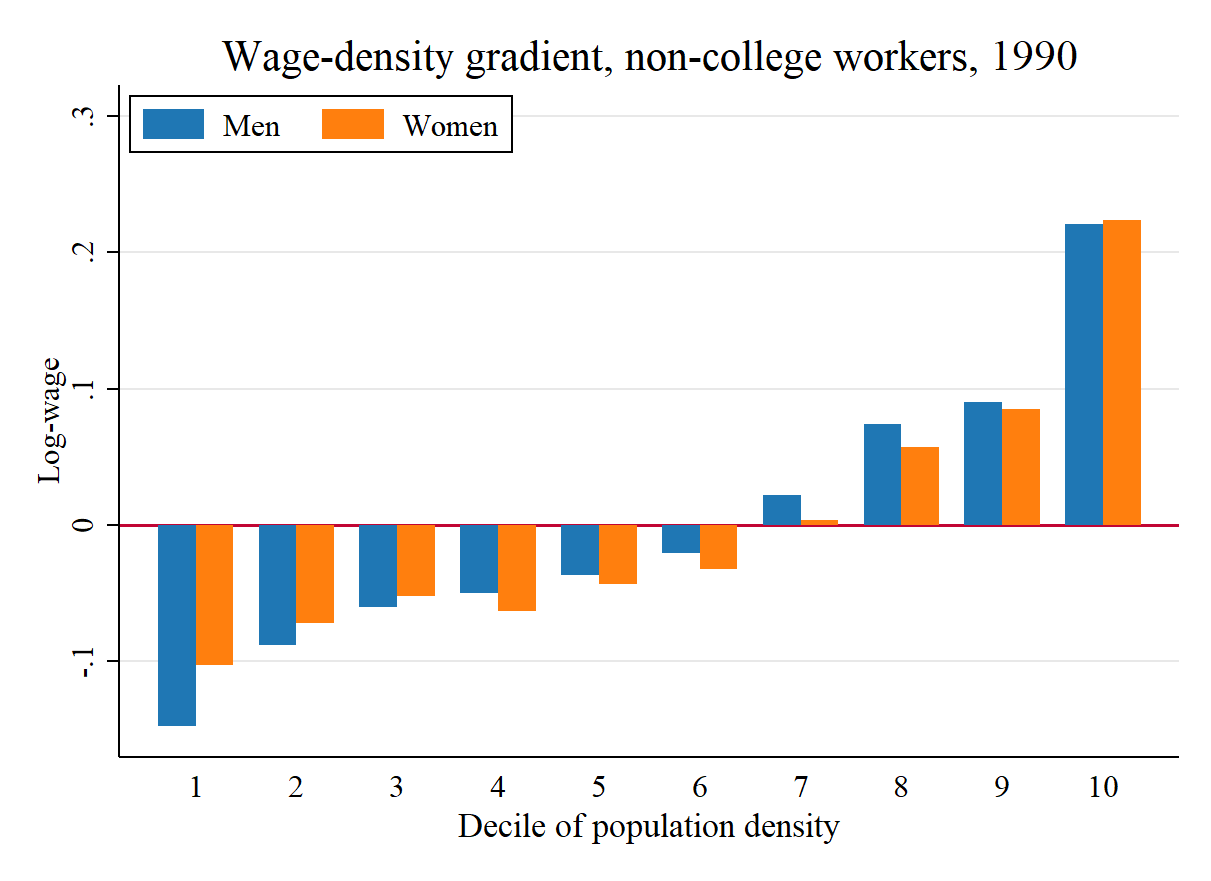 Wage-density gradient, non-college workers, 1990
Men Women
Log-wage
.3
.2
.1
0
-.1
1 2 3 4 5 6 7 8 9 10
Decile of population density